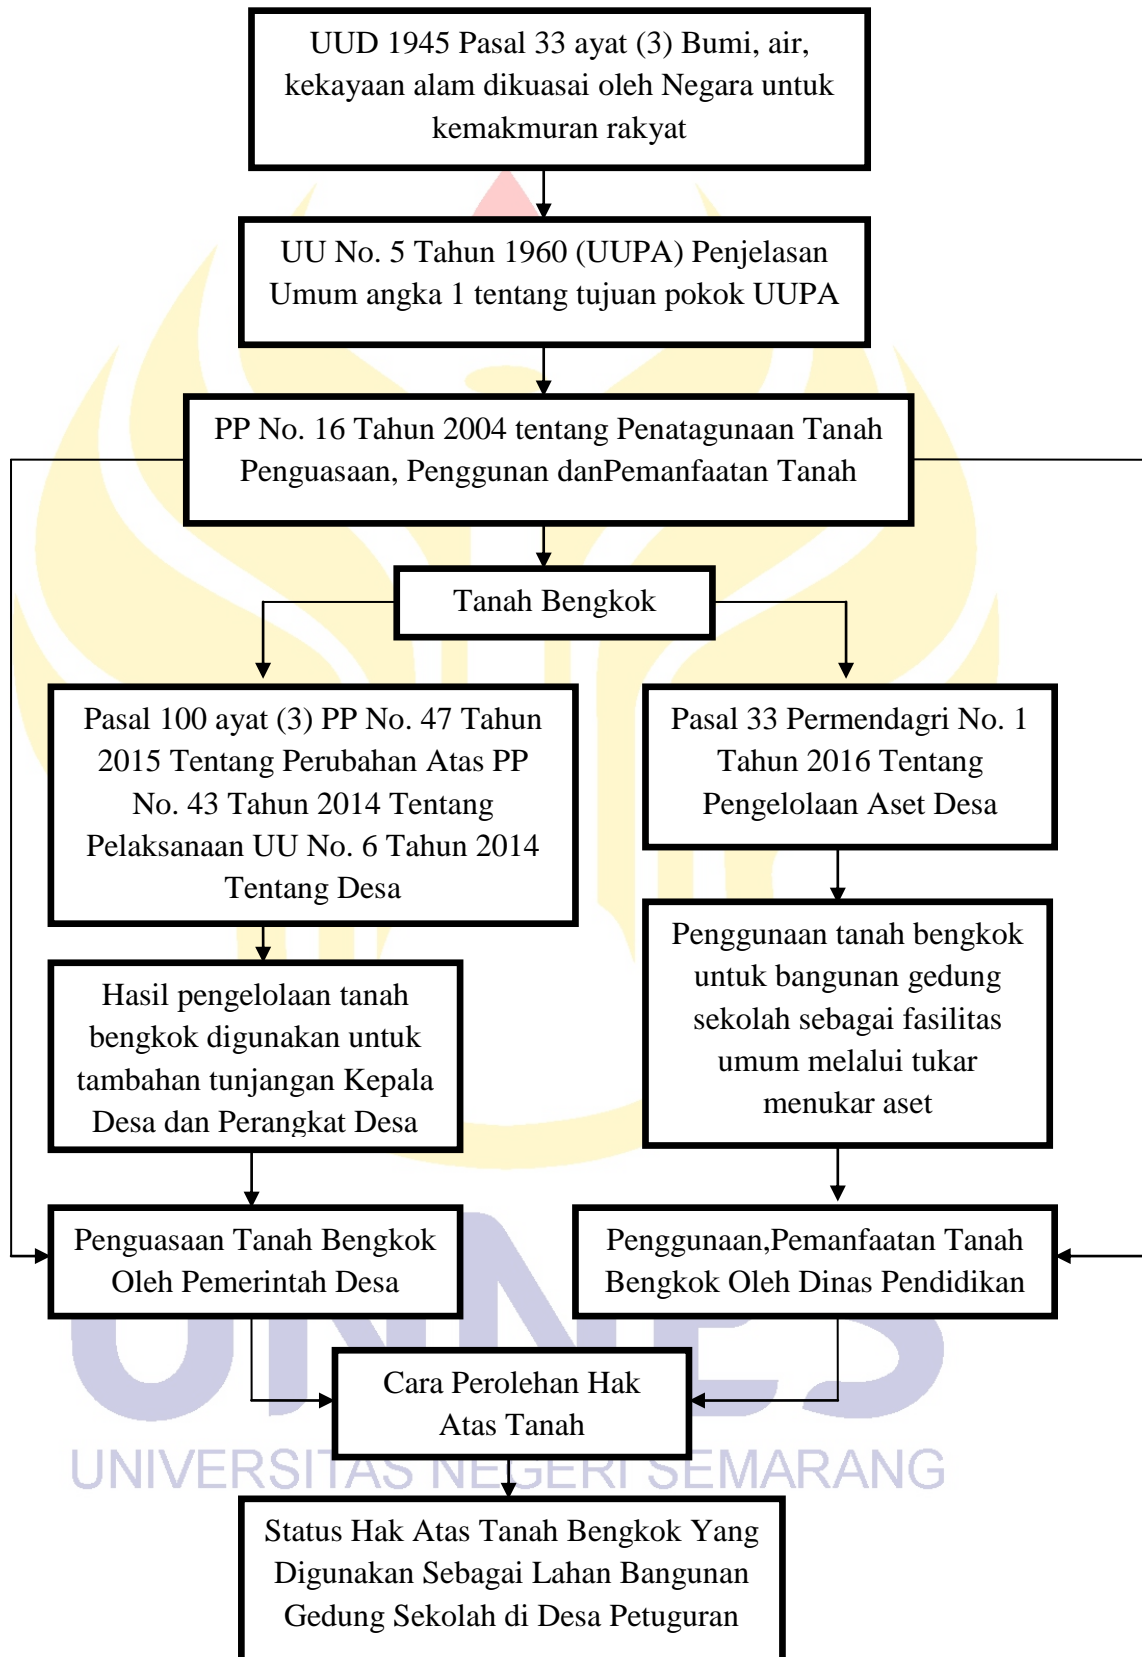 UUD 1945 Pasal 33 ayat (3) Bumi, air,
kekayaan alam dikuasai oleh Negara untuk
kemakmuran rakyat
UU No. 5 Tahun 1960 (UUPA) Penjelasan
Umum angka 1 tentang tujuan pokok UUPA
PP No. 16 Tahun 2004 tentang Penatagunaan Tanah
Penguasaan, Penggunan danPemanfaatan Tanah
Tanah Bengkok
Pasal 100 ayat (3) PP No. 47 Tahun
2015 Tentang Perubahan Atas PP
No. 43 Tahun 2014 Tentang
Pelaksanaan UU No. 6 Tahun 2014
Tentang Desa
Pasal 33 Permendagri No. 1
Tahun 2016 Tentang
Pengelolaan Aset Desa
Hasil pengelolaan tanah
bengkok digunakan untuk
tambahan tunjangan Kepala
Desa dan Perangkat Desa
Penggunaan tanah bengkok
untuk bangunan gedung
sekolah sebagai fasilitas
umum melalui tukar
menukar aset
Penguasaan Tanah Bengkok
Oleh Pemerintah Desa
Penggunaan,Pemanfaatan Tanah
Bengkok Oleh Dinas Pendidikan
UNNES
Cara Perolehan Hak
Atas Tanah
UNIVERSITAS NEGERI SEMARANG
Status Hak Atas Tanah Bengkok Yang
Digunakan Sebagai Lahan Bangunan
Gedung Sekolah di Desa Petuguran